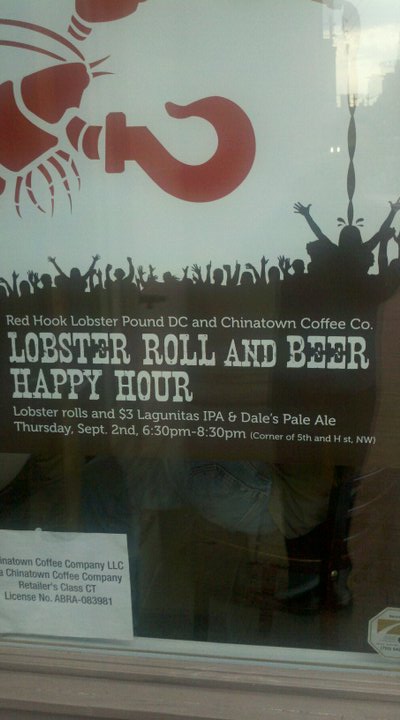 Red Hook Lobster Pound DC and Chinatown Coffee Co.
LOBSTER ROLL AND BEER
HAPPY HOUR
Lobster rolls and $3 Lagunitas IPA & Dale's Pale Ale
Thursday, Sept. 2nd, 6:30pm-8:30pm (Corner of 5th and H st, NW)
inatown Coffee Company LLC
a Chinatown Coffee Company
Retailer's Class CT
License No. ABRA-083981